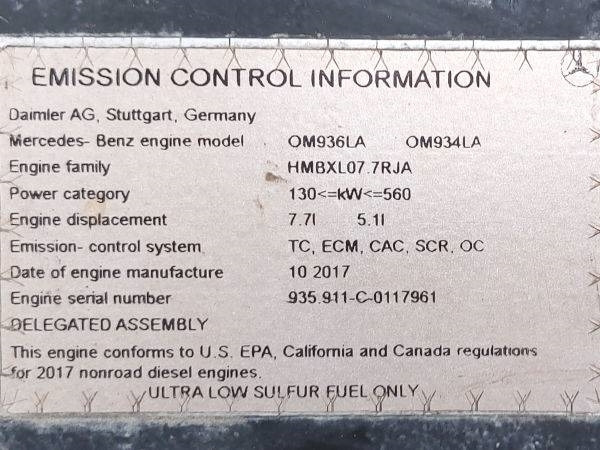 EMISSION CONTROL INFORMATION
Daimler AG, Stuttgart, Germany
Mercedes- Benz engine model OM936LA OM934LA
Engine family HMBXL07.7RJA
Power category 130<=kW<=560
Engine displacement 7.7l 5.1l
Emission- control system TC, ECM, CAC, SCR, OC
Date of engine manufacture 10 2017
Engine serial number 935.911-C-0117961
DELEGATED ASSEMBLY
This engine conforms to U.S. EPA, California and Canada regulations
for 2017 nonroad diesel engines.
ULTRA LOW SULFUR FUEL ONLY